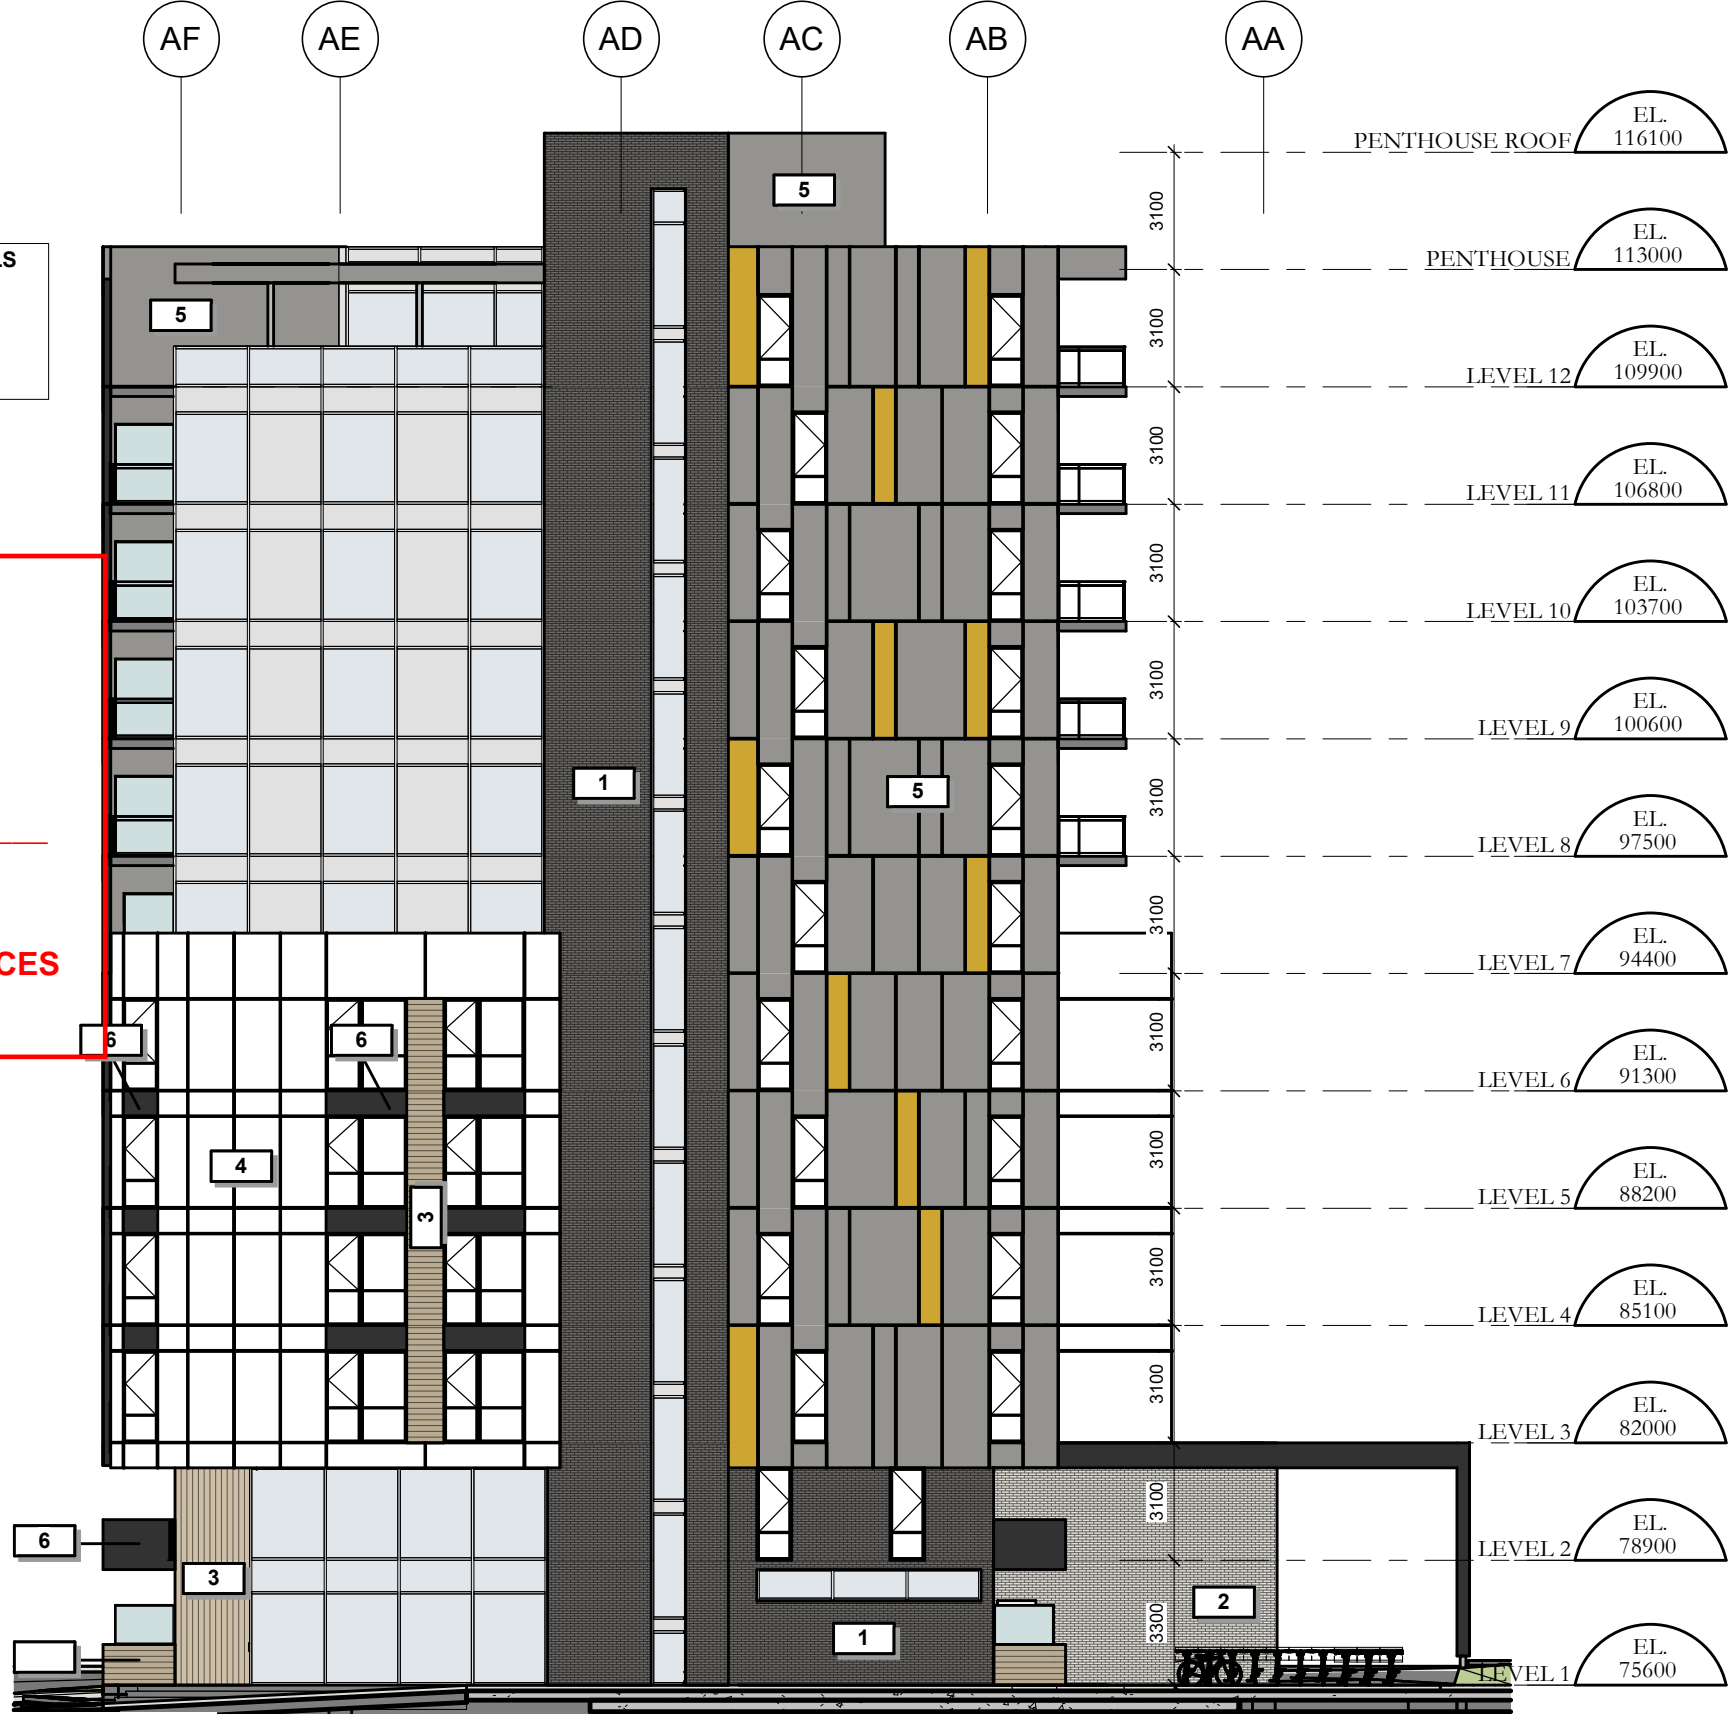 AF AE AD AC AB AA
EL.
116100
PENTHOUSE ROOF
3100
5
LS
EL.
113000
PENTHOUSE
5
3100
EL.
109900
LEVEL 12
3100
EL.
106800
LEVEL 11
3100
EL.
103700
LEVEL 10
3100
EL.
100600
LEVEL 9
1
5
3100
EL.
97500
LEVEL 8
3100
EL.
94400
LEVEL 7
CES
6
6
3100
EL.
91300
LEVEL 6
4
3100
EL.
88200
LEVEL 5
3
3100
EL.
85100
LEVEL 4
3100
EL.
82000
LEVEL 3
3100
EL.
78900
LEVEL 2
6
3
2
1
3300
EL.
75600
LEVEL 1